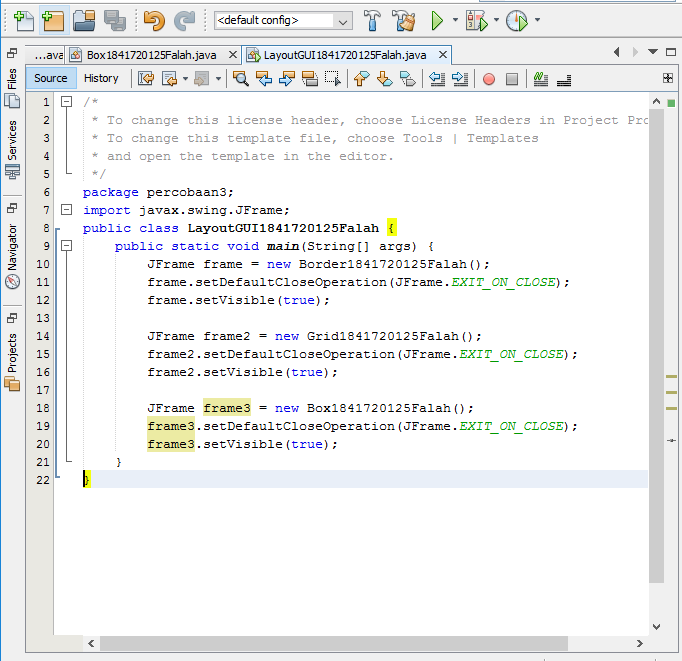 <default config>
...ava
Box1841720125Falah.java
LayoutGUI1841720125Falah.java
Source
History
Files
Services
Navigator
Projects
1 /*
2 * To change this license header, choose License Headers in Project Pro
3 * To change this template file, choose Tools | Templates
4 * and open the template in the editor.
5 */
6 package percobaan3;
7 import javax.swing.JFrame;
8 public class LayoutGUI1841720125Falah {
9 public static void main(String[] args) {
10 JFrame frame = new Border1841720125Falah();
11 frame.setDefaultCloseOperation(JFrame.EXIT_ON_CLOSE);
12 frame.setVisible(true);
13
14 JFrame frame2 = new Grid1841720125Falah();
15 frame2.setDefaultCloseOperation(JFrame.EXIT_ON_CLOSE);
16 frame2.setVisible(true);
17
18 JFrame frame3 = new Box1841720125Falah();
19 frame3.setDefaultCloseOperation(JFrame.EXIT_ON_CLOSE);
20 frame3.setVisible(true);
21 }
22 }